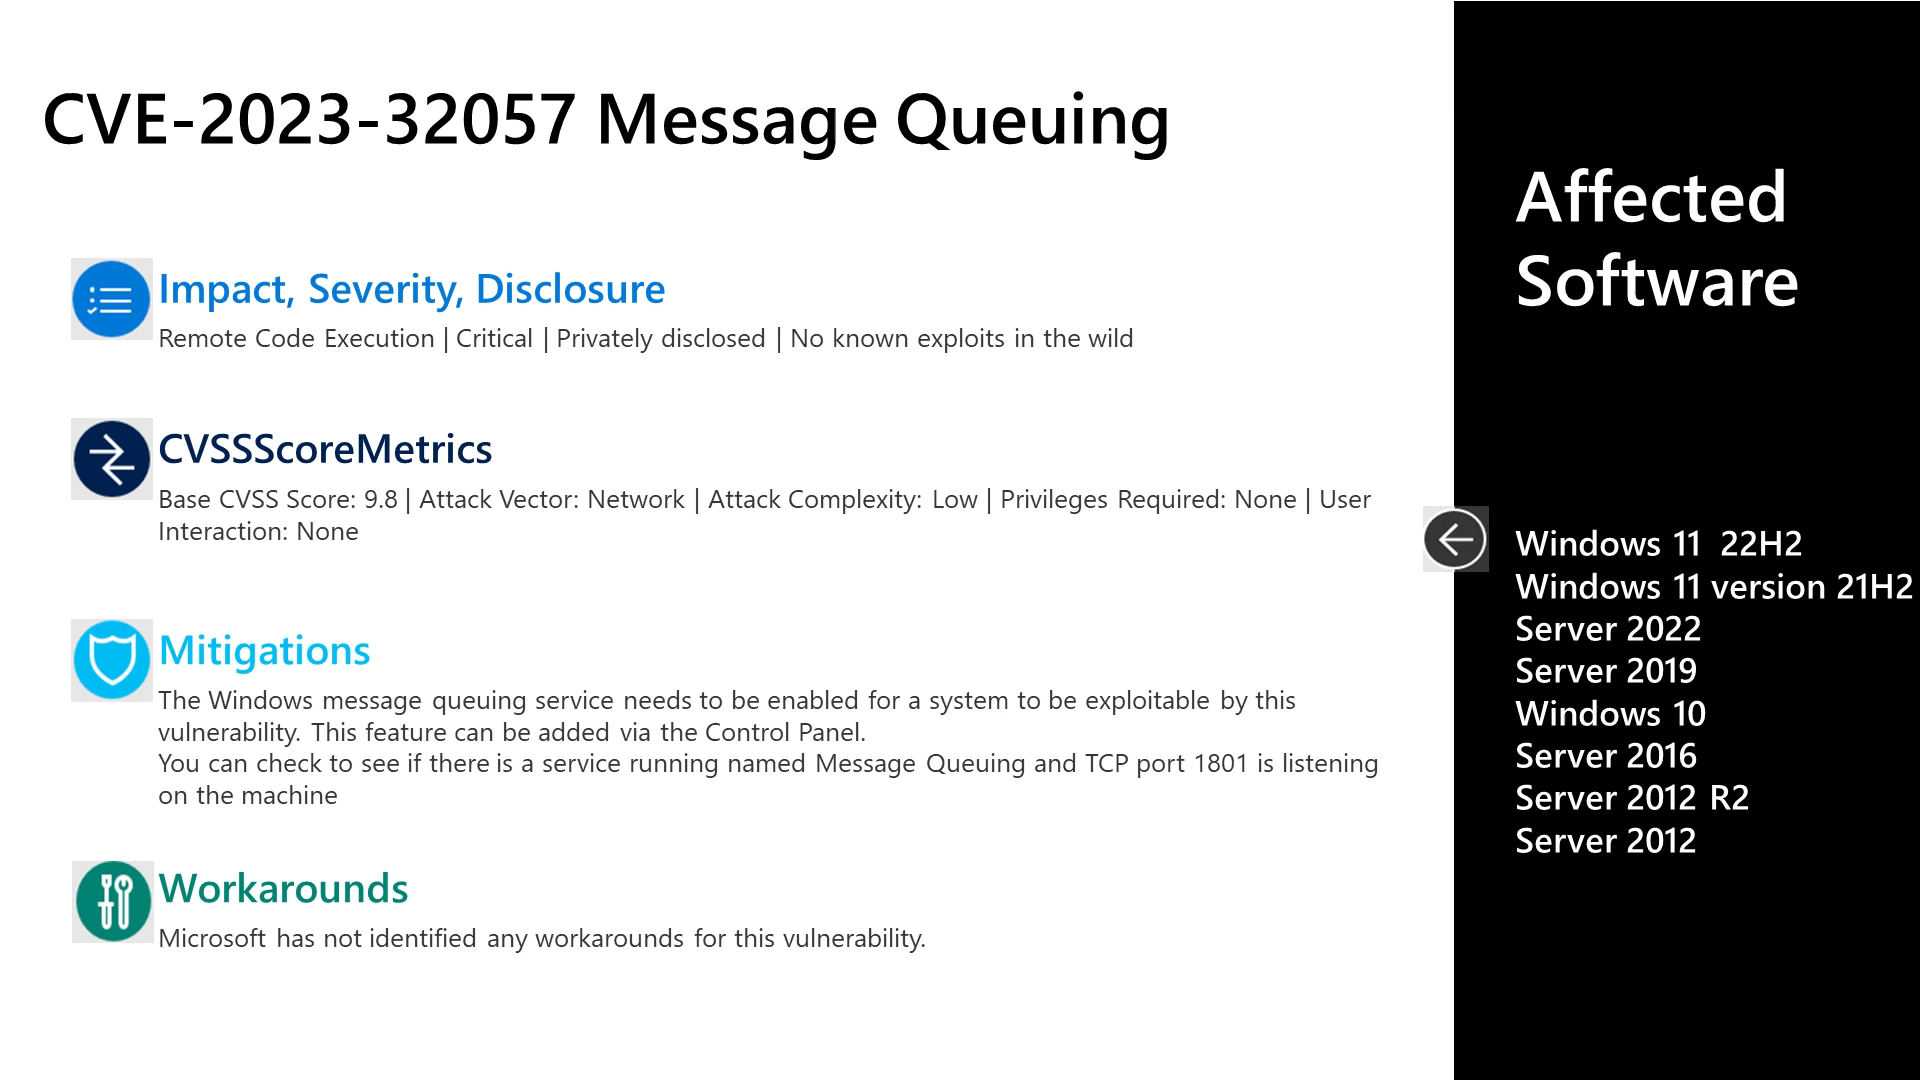 CVE-2023-32057 Message Queuing
Impact, Severity, Disclosure
Remote Code Execution | Critical | Privately disclosed | No known exploits in the wild
CVSSScoreMetrics
Base CVSS Score: 9.8 | Attack Vector: Network | Attack Complexity: Low | Privileges Required: None | User
Interaction: None
Mitigations
The Windows message queuing service needs to be enabled for a system to be exploitable by this
vulnerability. This feature can be added via the Control Panel.
You can check to see if there is a service running named Message Queuing and TCP port 1801 is listening
on the machine
Workarounds
Microsoft has not identified any workarounds for this vulnerability.
Affected
Software
Windows 11 22H2
Windows 11 version 21H2
Server 2022
Server 2019
Windows 10
Server 2016
Server 2012 R2
Server 2012